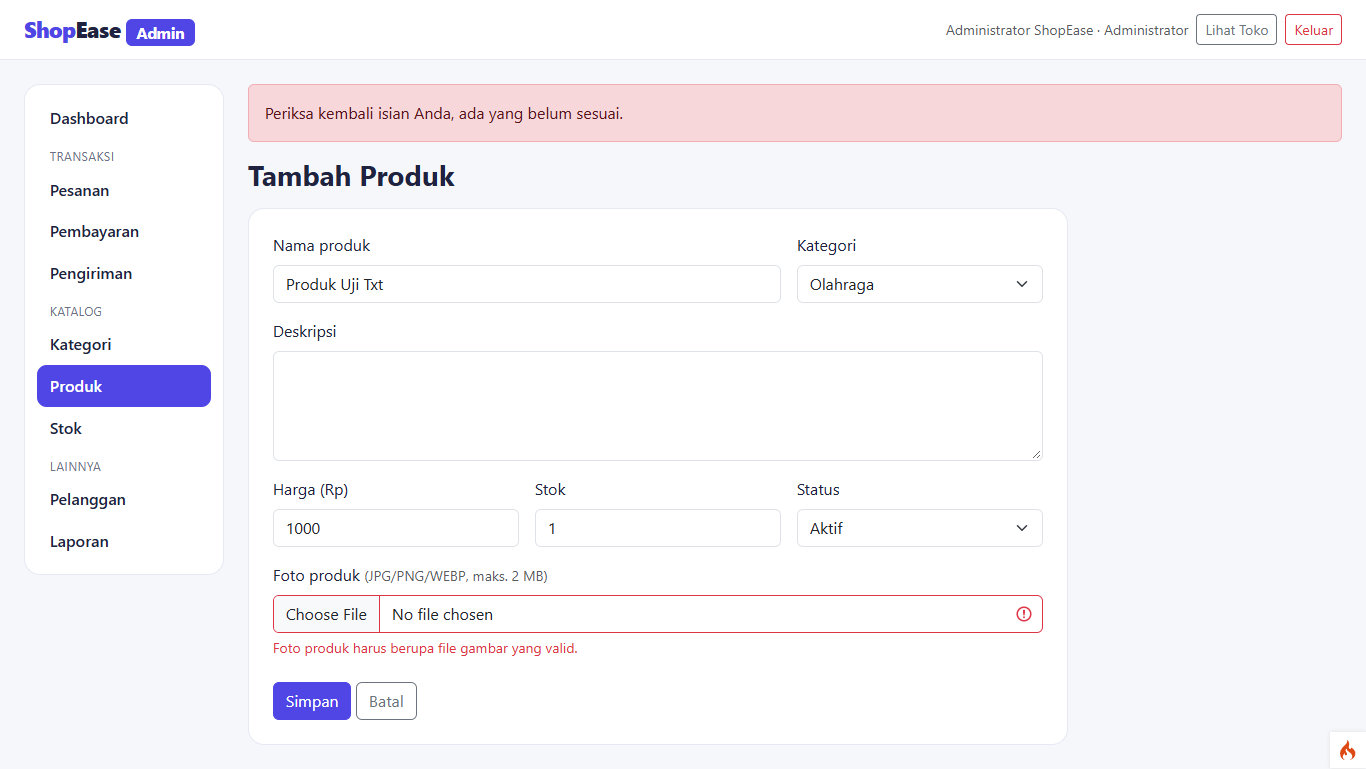 ShopEase Admin
Administrator ShopEase · Administrator
Lihat Toko
Keluar
Dashboard
TRANSAKSI
Pesanan
Pembayaran
Pengiriman
KATALOG
Kategori
Produk
Stok
LAINNYA
Pelanggan
Laporan
Periksa kembali isian Anda, ada yang belum sesuai.
Tambah Produk
Nama produk
Produk Uji Txt
Kategori
Olahraga
Deskripsi
Harga (Rp)
1000
Stok
1
Status
Aktif
Foto produk (JPG/PNG/WEBP, maks. 2 MB)
Choose File No file chosen
Foto produk harus berupa file gambar yang valid.
Simpan
Batal